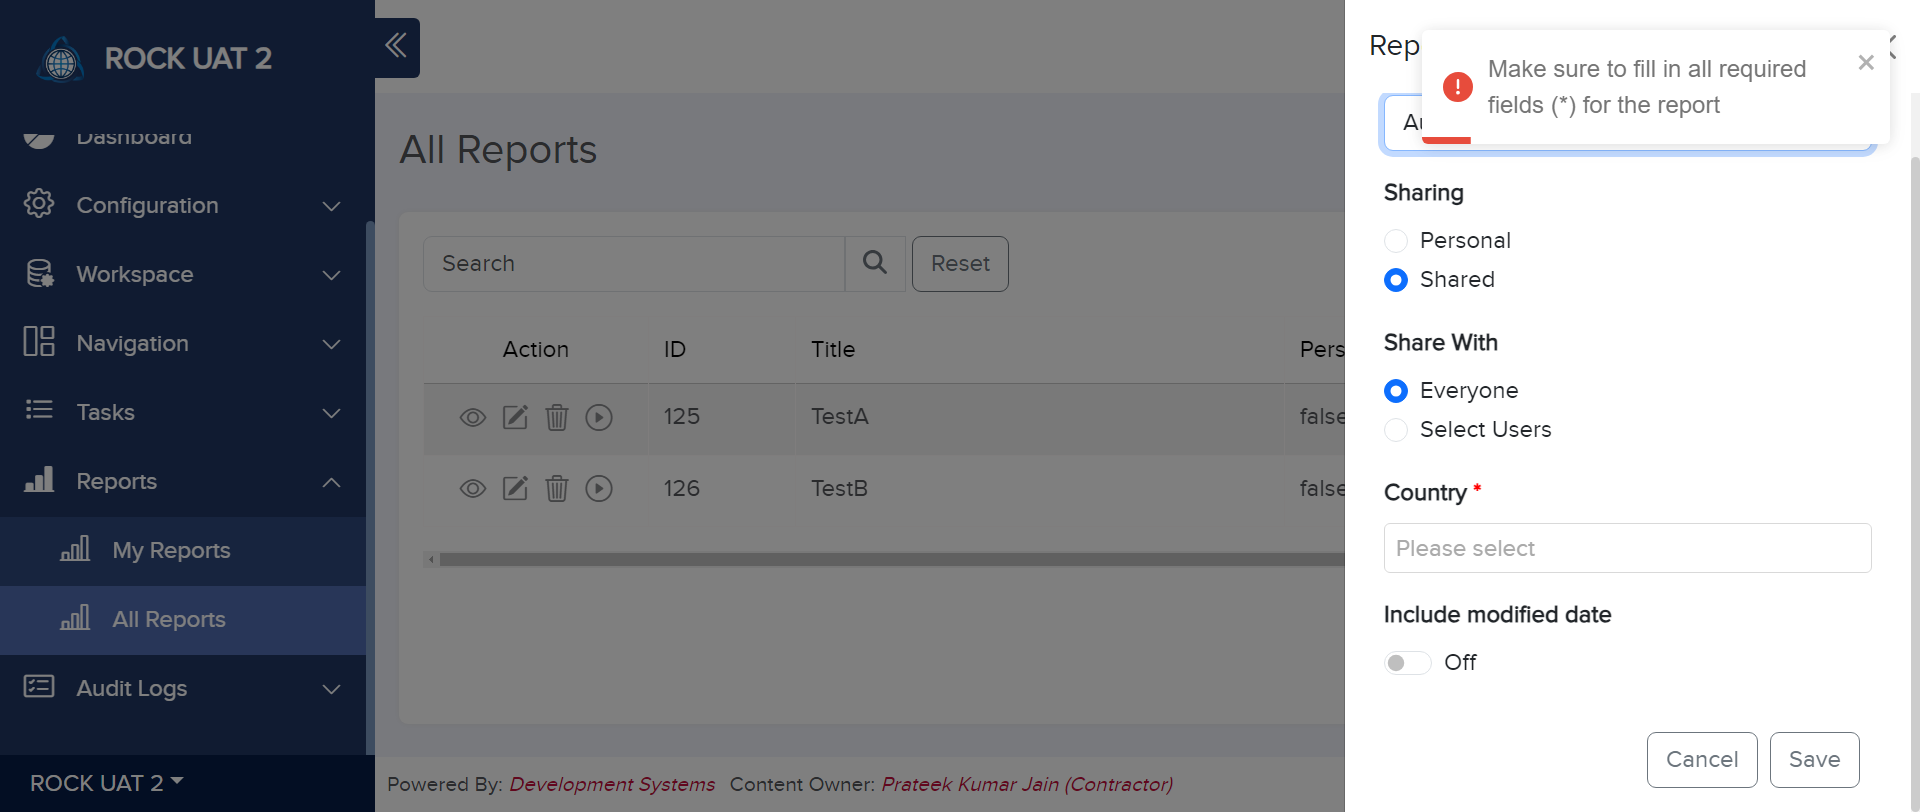 ROCK UAT 2
Dashboard
Configuration
Workspace
Navigation
Tasks
Reports
My Reports
All Reports
Audit Logs
ROCK UAT 2
All Reports
Search
Reset
Action ID Title Pers
125 TestA false
126 TestB false
Powered By: Development Systems Content Owner: Prateek Kumar Jain (Contractor)
Rep
Make sure to fill in all required
fields (*) for the report
Au
Sharing
Personal
Shared
Share With
Everyone
Select Users
Country *
Please select
Include modified date
Off
Cancel
Save